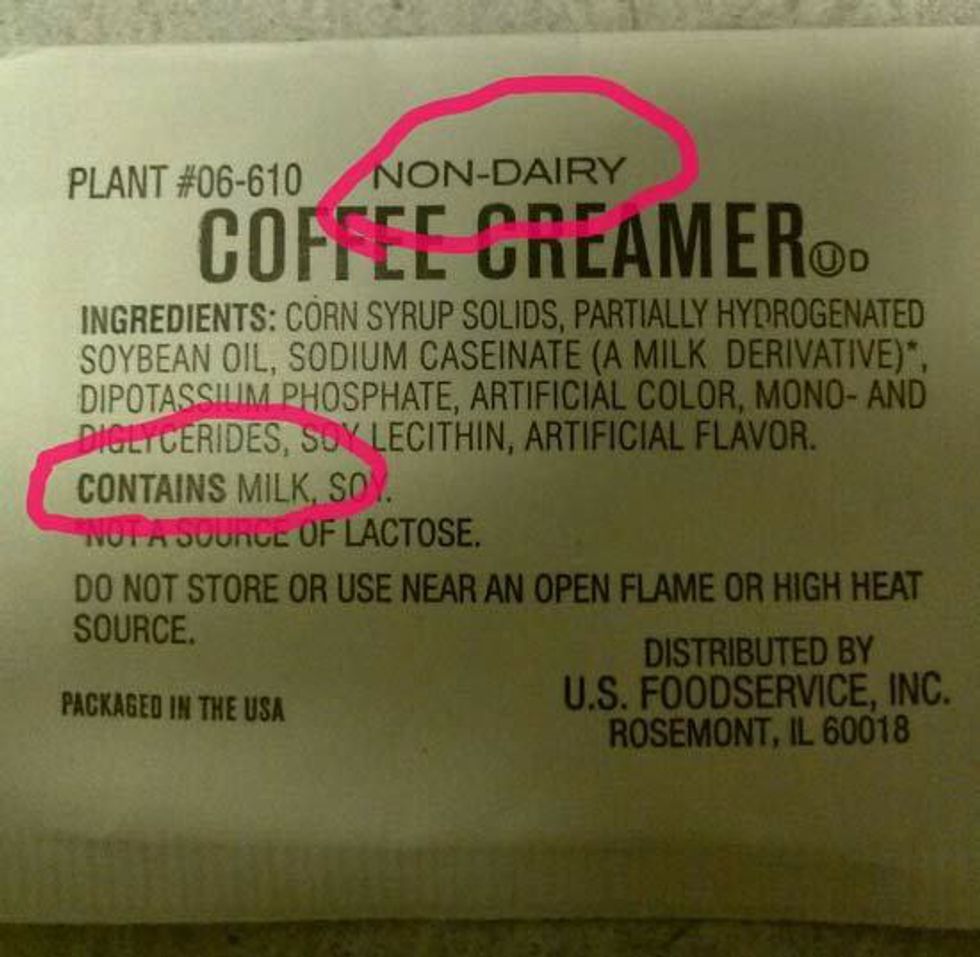 PLANT #06-610 NON-DAIRY
COFFEE CREAMER ⓊD
INGREDIENTS: CORN SYRUP SOLIDS, PARTIALLY HYDROGENATED
SOYBEAN OIL, SODIUM CASEINATE (A MILK DERIVATIVE)*,
DIPOTASSIUM PHOSPHATE, ARTIFICIAL COLOR, MONO- AND
DIGLYCERIDES, SOY LECITHIN, ARTIFICIAL FLAVOR.
CONTAINS MILK, SOY.
*NOT A SOURCE OF LACTOSE.
DO NOT STORE OR USE NEAR AN OPEN FLAME OR HIGH HEAT
SOURCE.
DISTRIBUTED BY
U.S. FOODSERVICE, INC.
ROSEMONT, IL 60018
PACKAGED IN THE USA